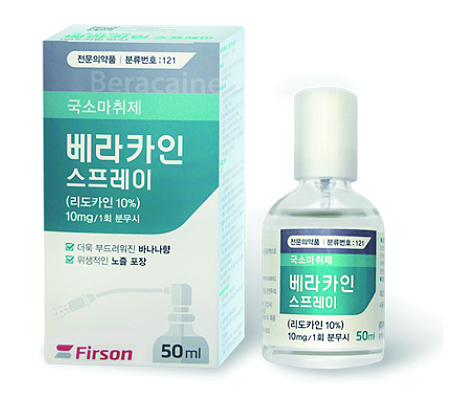 전문의약품 | 분류번호 : 121
Beracaine
국소마취제
베라카인
스프레이
(리도카인 10%)
10mg/1회 분무시
더욱 부드러워진 바나나향
위생적인 노즐 포장
Firson
50ml
전문의약품 | 분류번호 : 121
국소마취제
베라카인
스프레이
(리도카인 10%)
10mg/1회 분무시
50ml